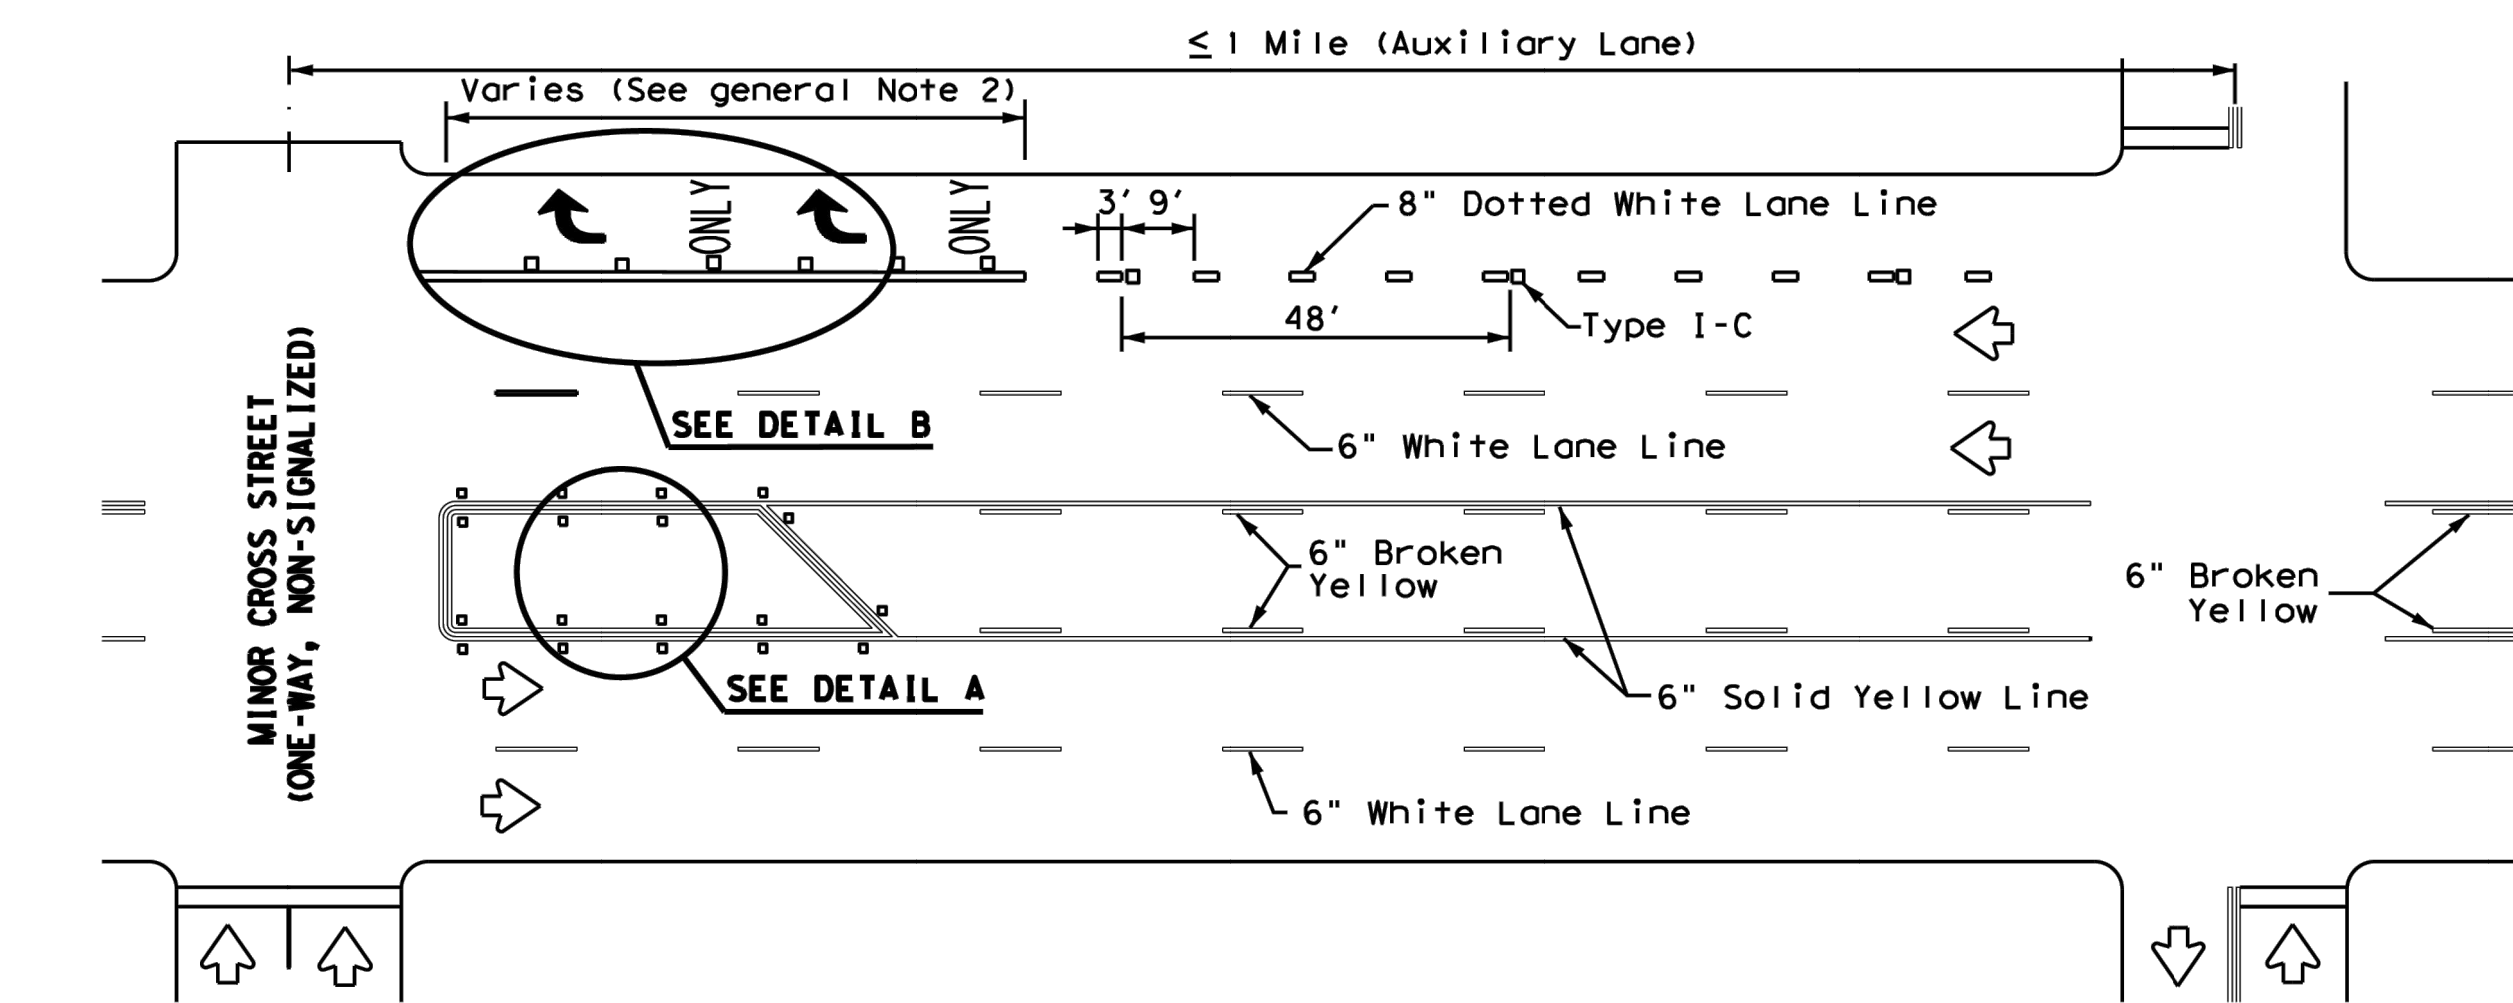 ≤ 1 Mile (Auxiliary Lane)
Varies (See general Note 2)
ONLY
ONLY
3' 9'
8" Dotted White Lane Line
48'
Type I-C
SEE DETAIL B
6" White Lane Line
MINOR CROSS STREET
(ONE-WAY, NON-SIGNALIZED)
6" Broken
Yellow
6" Broken
Yellow
SEE DETAIL A
6" Solid Yellow Line
6" White Lane Line